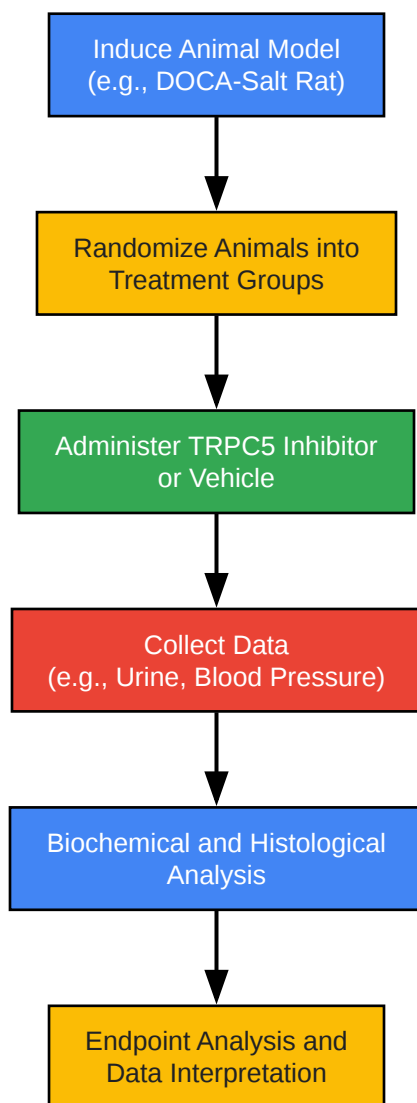 Induce Animal Model
(e.g., DOCA-Salt Rat)
Randomize Animals into
Treatment Groups
Administer TRPC5 Inhibitor
or Vehicle
Collect Data
(e.g., Urine, Blood Pressure)
Biochemical and Histological
Analysis
Endpoint Analysis and
Data Interpretation